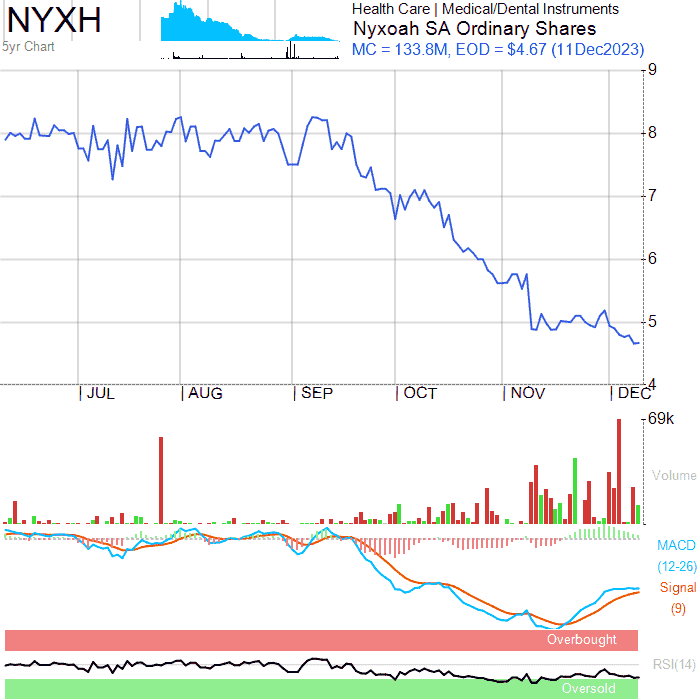 NYXH
5yr Chart
Health Care | Medical/Dental Instruments
Nyxoah SA Ordinary Shares
MC = 133.8M, EOD = $4.67 (11Dec2023)
9
8
7
6
5
4
JUL
AUG
SEP
OCT
NOV
DEC
69k
Volume
MACD
(12-26)
Signal
(9)
Overbought
RSI(14)
Oversold